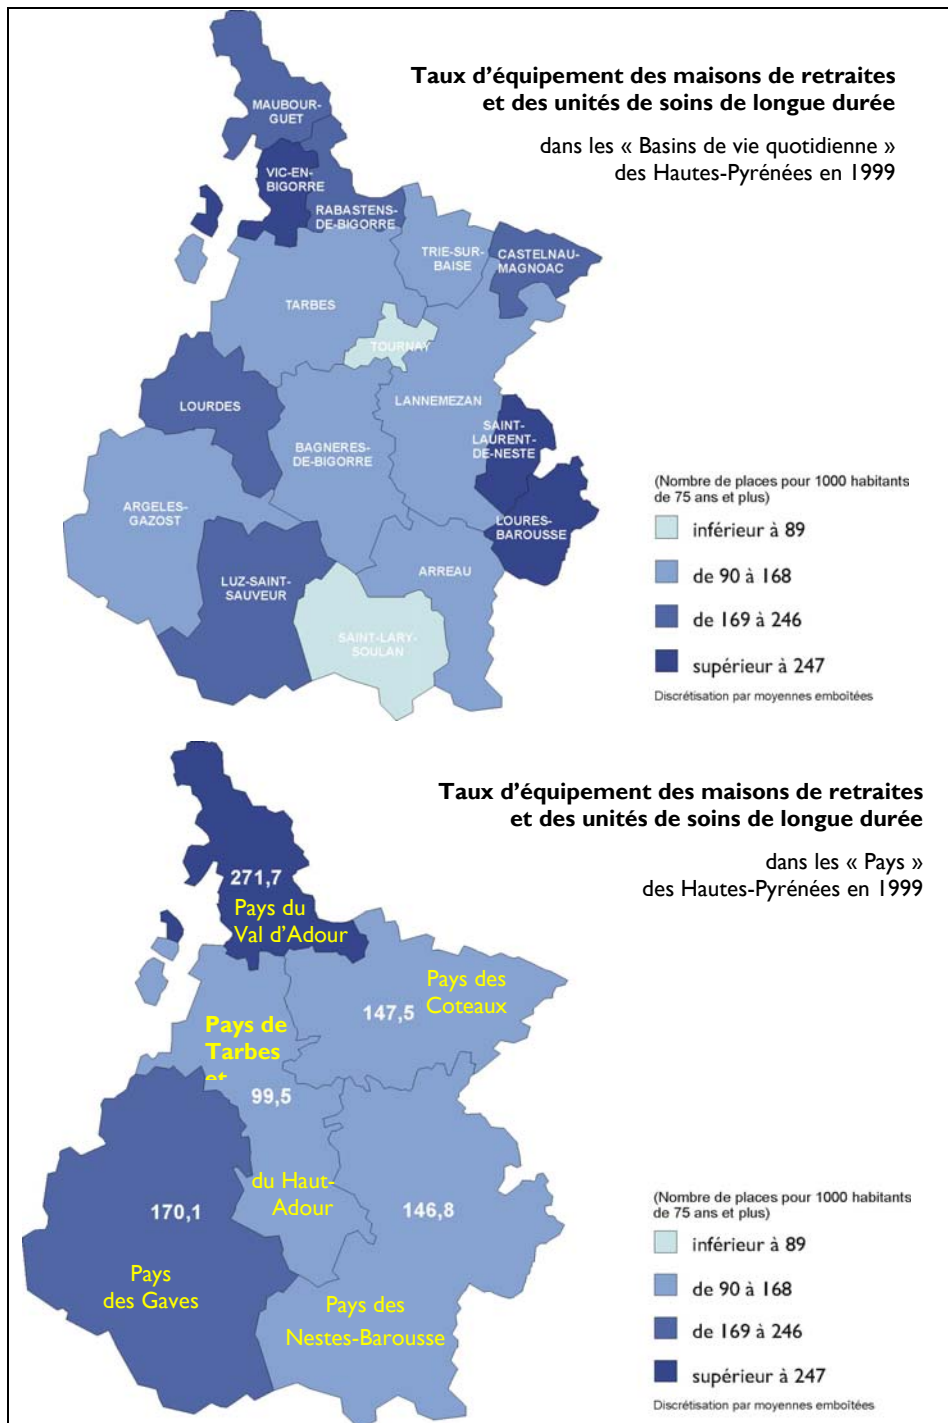 Taux d'équipement des maisons de retraites
et des unités de soins de longue durée
dans les « Basins de vie quotidienne »
des Hautes-Pyrénées en 1999
MAUBOUR-
GUET
VIC-EN-
BIGORRE
RABASTENS-
DE-BIGORRE
TRIE-SUR-
BAISE
CASTELNAU-
MAGNOAC
TARBES
TOURNAY
LOURDES
LANNEMEZAN
BAGNERES-
DE-BIGORRE
SAINT-
LAURENT-
DE-NESTE
ARGELES-
GAZOST
LOURES-
BAROUSSE
LUZ-SAINT-
SAUVEUR
ARREAU
SAINT-LARY-
SOULAN
(Nombre de places pour 1000 habitants
de 75 ans et plus)
inférieur à 89
de 90 à 168
de 169 à 246
supérieur à 247
Discrétisation par moyennes emboîtées
Taux d'équipement des maisons de retraites
et des unités de soins de longue durée
dans les « Pays »
des Hautes-Pyrénées en 1999
271,7
Pays du
Val d'Adour
Pays des
Coteaux
147,5
Pays de
Tarbes
et
99,5
du Haut-
Adour
170,1
146,8
Pays
des Gaves
Pays des
Nestes-Barousse
(Nombre de places pour 1000 habitants
de 75 ans et plus)
inférieur à 89
de 90 à 168
de 169 à 246
supérieur à 247
Discrétisation par moyennes emboîtées